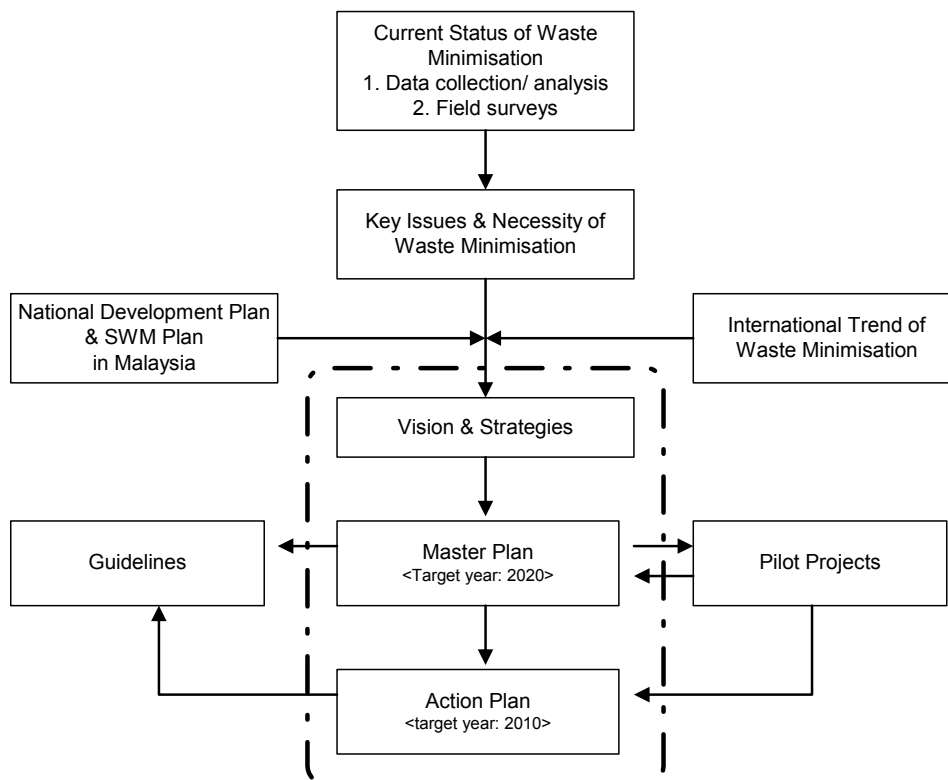 Current Status of Waste
Minimisation
1. Data collection/ analysis
2. Field surveys
Key Issues & Necessity of
Waste Minimisation
National Development Plan
& SWM Plan
in Malaysia
International Trend of
Waste Minimisation
Vision & Strategies
Guidelines
Master Plan
<Target year: 2020>
Pilot Projects
Action Plan
<target year: 2010>